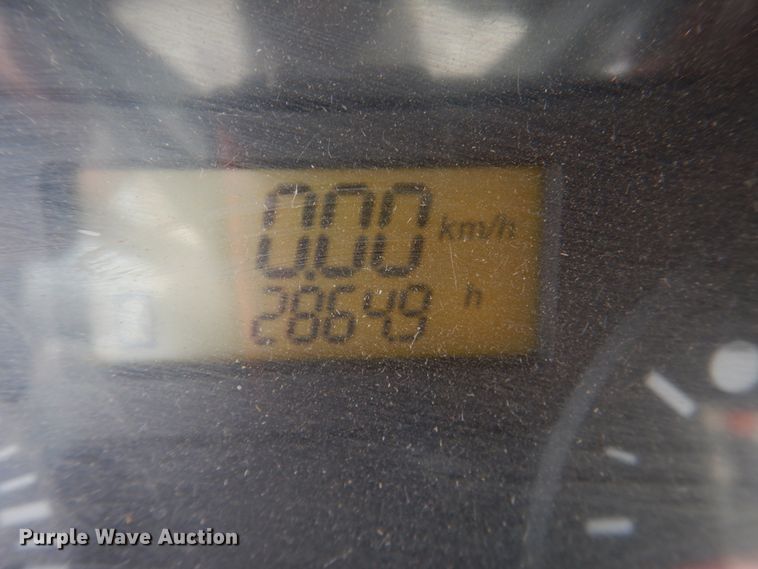 0.00 km/h
2864.9 h
Purple Wave Auction